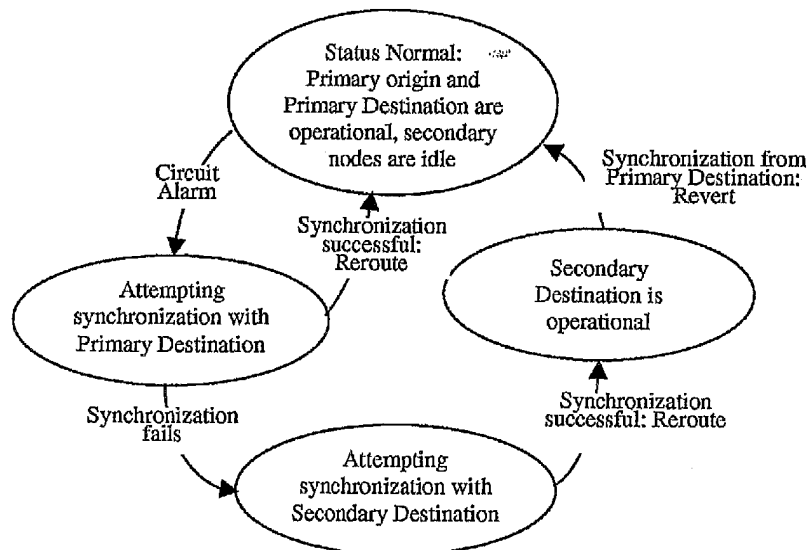 Status Normal:
Primary origin and
Primary Destination are
operational, secondary
nodes are idle
Circuit
Alarm
Synchronization
successful:
Reroute
Synchronization from
Primary Destination:
Revert
Attempting
synchronization with
Primary Destination
Secondary
Destination is
operational
Synchronization
fails
Synchronization
successful: Reroute
Attempting
synchronization with
Secondary Destination